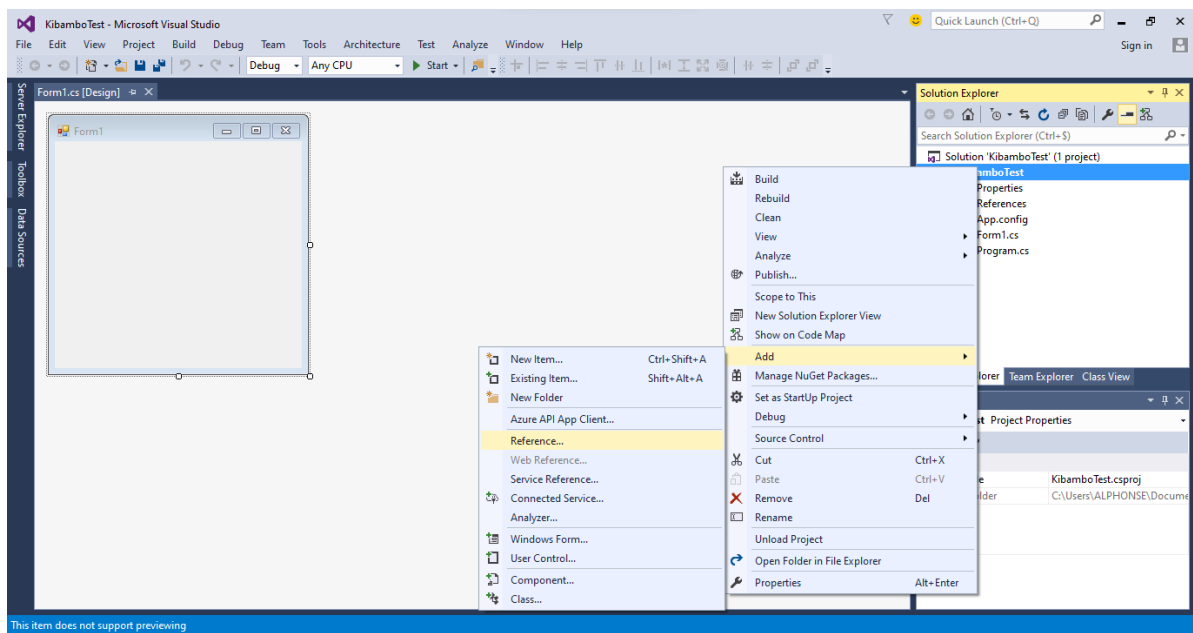 KibamboTest - Microsoft Visual Studio
Quick Launch (Ctrl+Q)
File Edit View Project Build Debug Team Tools Architecture Test Analyze Window Help
Sign in
Debug Any CPU Start
Server Explorer
Toolbox
Data Sources
Form1.cs [Design]
Form1
Solution Explorer
Search Solution Explorer (Ctrl+$)
Solution 'KibamboTest' (1 project)
amboTest
Properties
References
App.config
Form1.cs
Program.cs
Build
Rebuild
Clean
View
Analyze
Publish...
Scope to This
New Solution Explorer View
Show on Code Map
Add
Manage NuGet Packages...
Set as StartUp Project
Debug
Source Control
Cut Ctrl+X
Paste Ctrl+V
Remove Del
Rename
Unload Project
Open Folder in File Explorer
Properties Alt+Enter
New Item... Ctrl+Shift+A
Existing Item... Shift+Alt+A
New Folder
Azure API App Client...
Reference...
Web Reference...
Service Reference...
Connected Service...
Analyzer...
Windows Form...
User Control...
Component...
Class...
lorer Team Explorer Class View
st Project Properties
e KibamboTest.csproj
lder C:\Users\ALPHONSE\Docume
This item does not support previewing